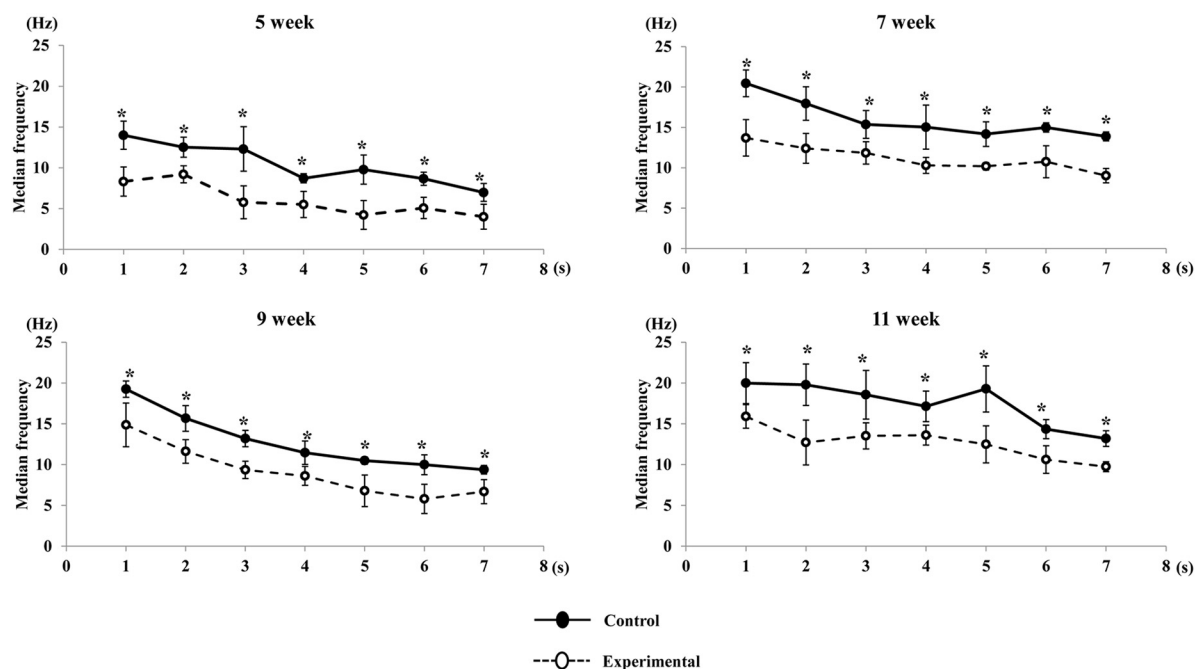 (Hz) 5 week
25
20
15
10
5
0
Median frequency
* * * * * * *
0 1 2 3 4 5 6 7 8 (s)
(Hz) 7 week
25
20
15
10
5
0
Median frequency
* * * * * * *
0 1 2 3 4 5 6 7 8 (s)
(Hz) 9 week
25
20
15
10
5
0
Median frequency
* * * * * * *
0 1 2 3 4 5 6 7 8 (s)
(Hz) 11 week
25
20
15
10
5
0
Median frequency
* * * * * * *
0 1 2 3 4 5 6 7 8 (s)
Control
Experimental